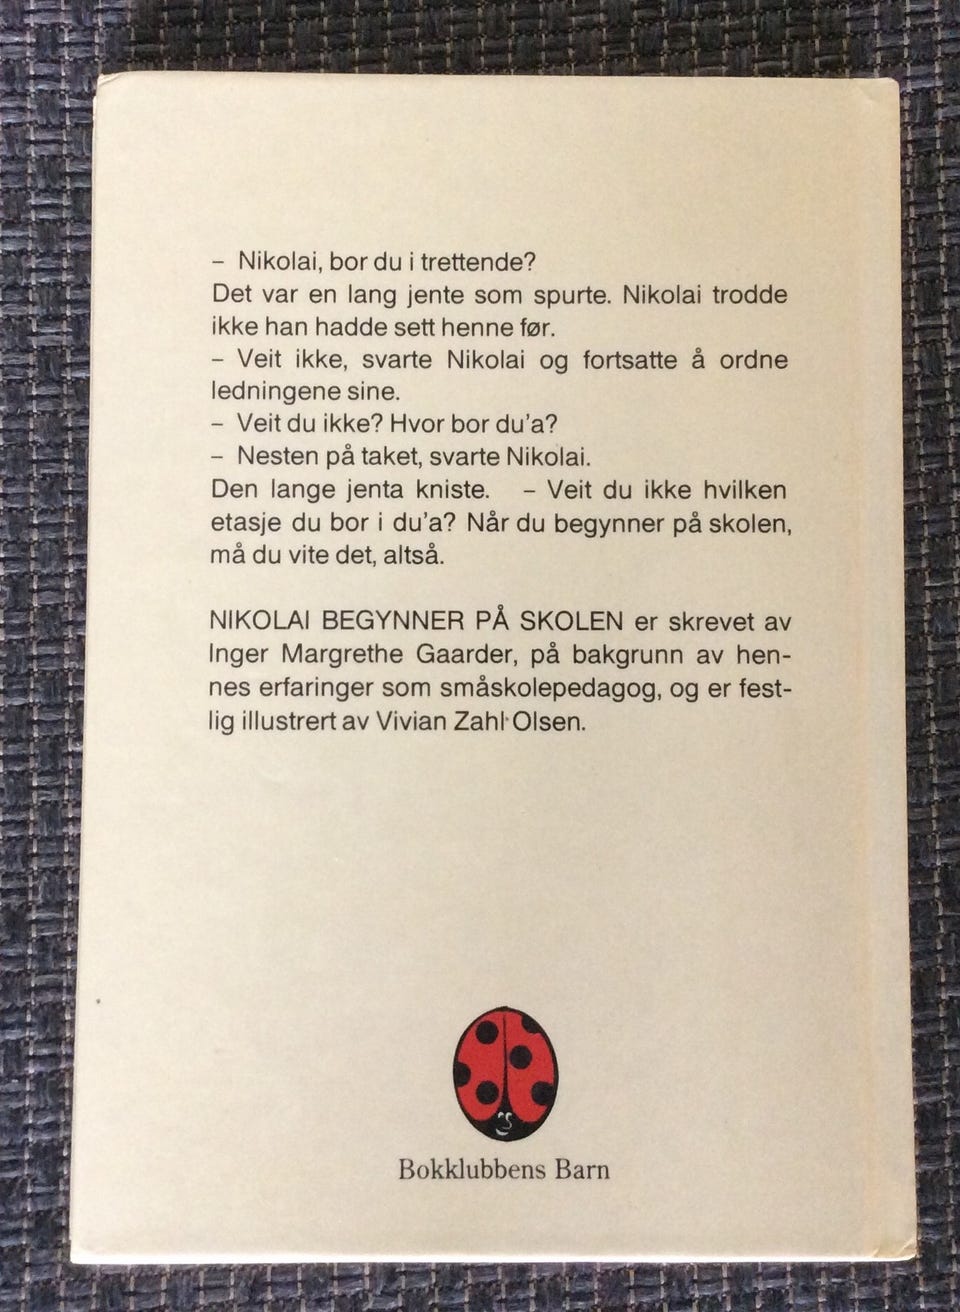 – Nikolai, bor du i trettende?
Det var en lang jente som spurte. Nikolai trodde
ikke han hadde sett henne før.
– Veit ikke, svarte Nikolai og fortsatte å ordne
ledningene sine.
– Veit du ikke? Hvor bor du'a?
– Nesten på taket, svarte Nikolai.
Den lange jenta kniste. – Veit du ikke hvilken
etasje du bor i du'a? Når du begynner på skolen,
må du vite det, altså.
NIKOLAI BEGYNNER PÅ SKOLEN er skrevet av
Inger Margrethe Gaarder, på bakgrunn av hen-
nes erfaringer som småskolepedagog, og er fest-
lig illustrert av Vivian Zahl Olsen.
Bokklubbens Barn